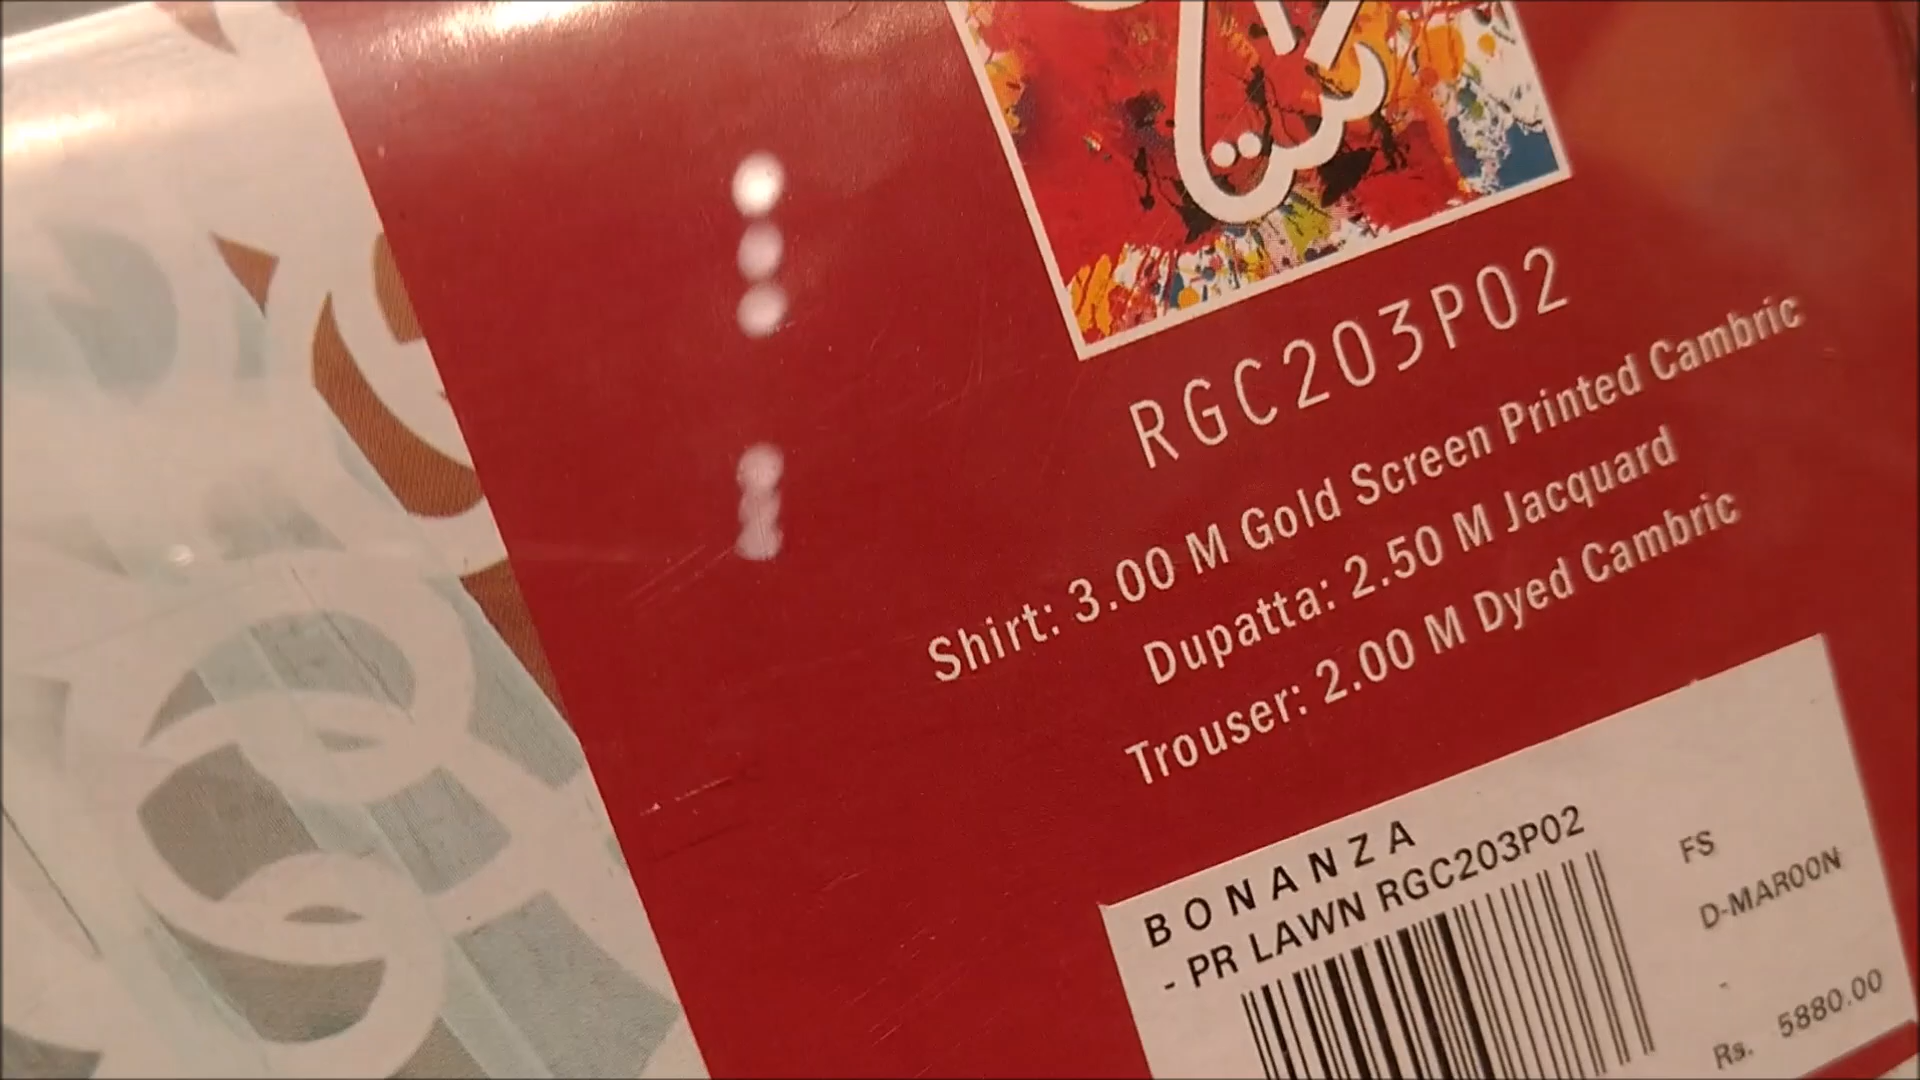 RGC203P02
Shirt: 3.00 M Gold Screen Printed Cambric
Dupatta: 2.50 M Jacquard
Trouser: 2.00 M Dyed Cambric
BONANZA
- PR LAWN RGC203P02
FS
D-MAROON
-
Rs. 5880.00